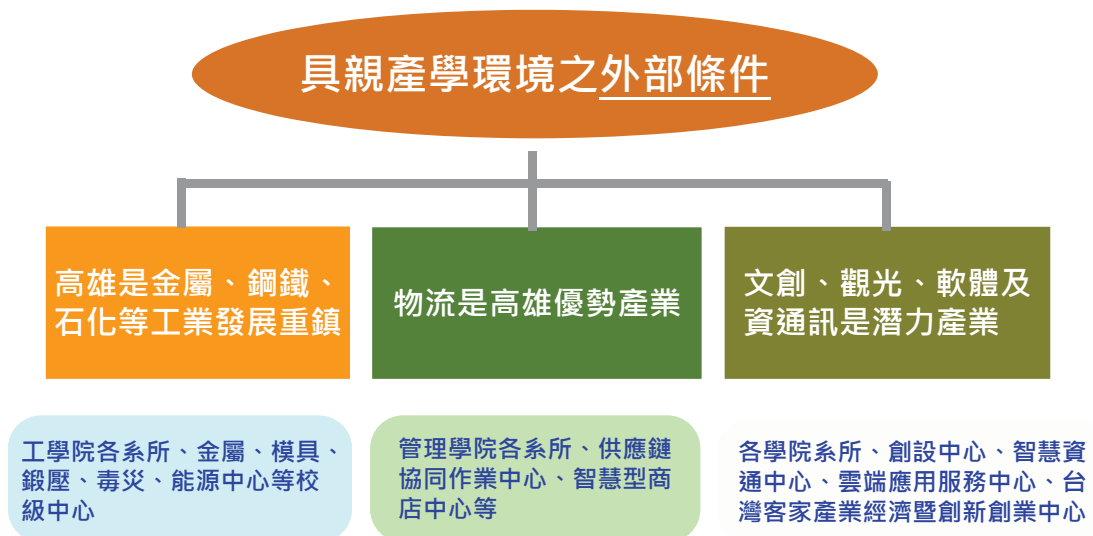 具親產學環境之外部條件
高雄是金屬、鋼鐵、
石化等工業發展重鎮
物流是高雄優勢產業
文創、觀光、軟體及
資通訊是潛力產業
工學院各系所、金屬、模具、
鍛壓、毒災、能源中心等校
級中心
管理學院各系所、供應鏈
協同作業中心、智慧型商
店中心等
各學院系所、創設中心、智慧資
通中心、雲端應用服務中心、台
灣客家產業經濟暨創新創業中心